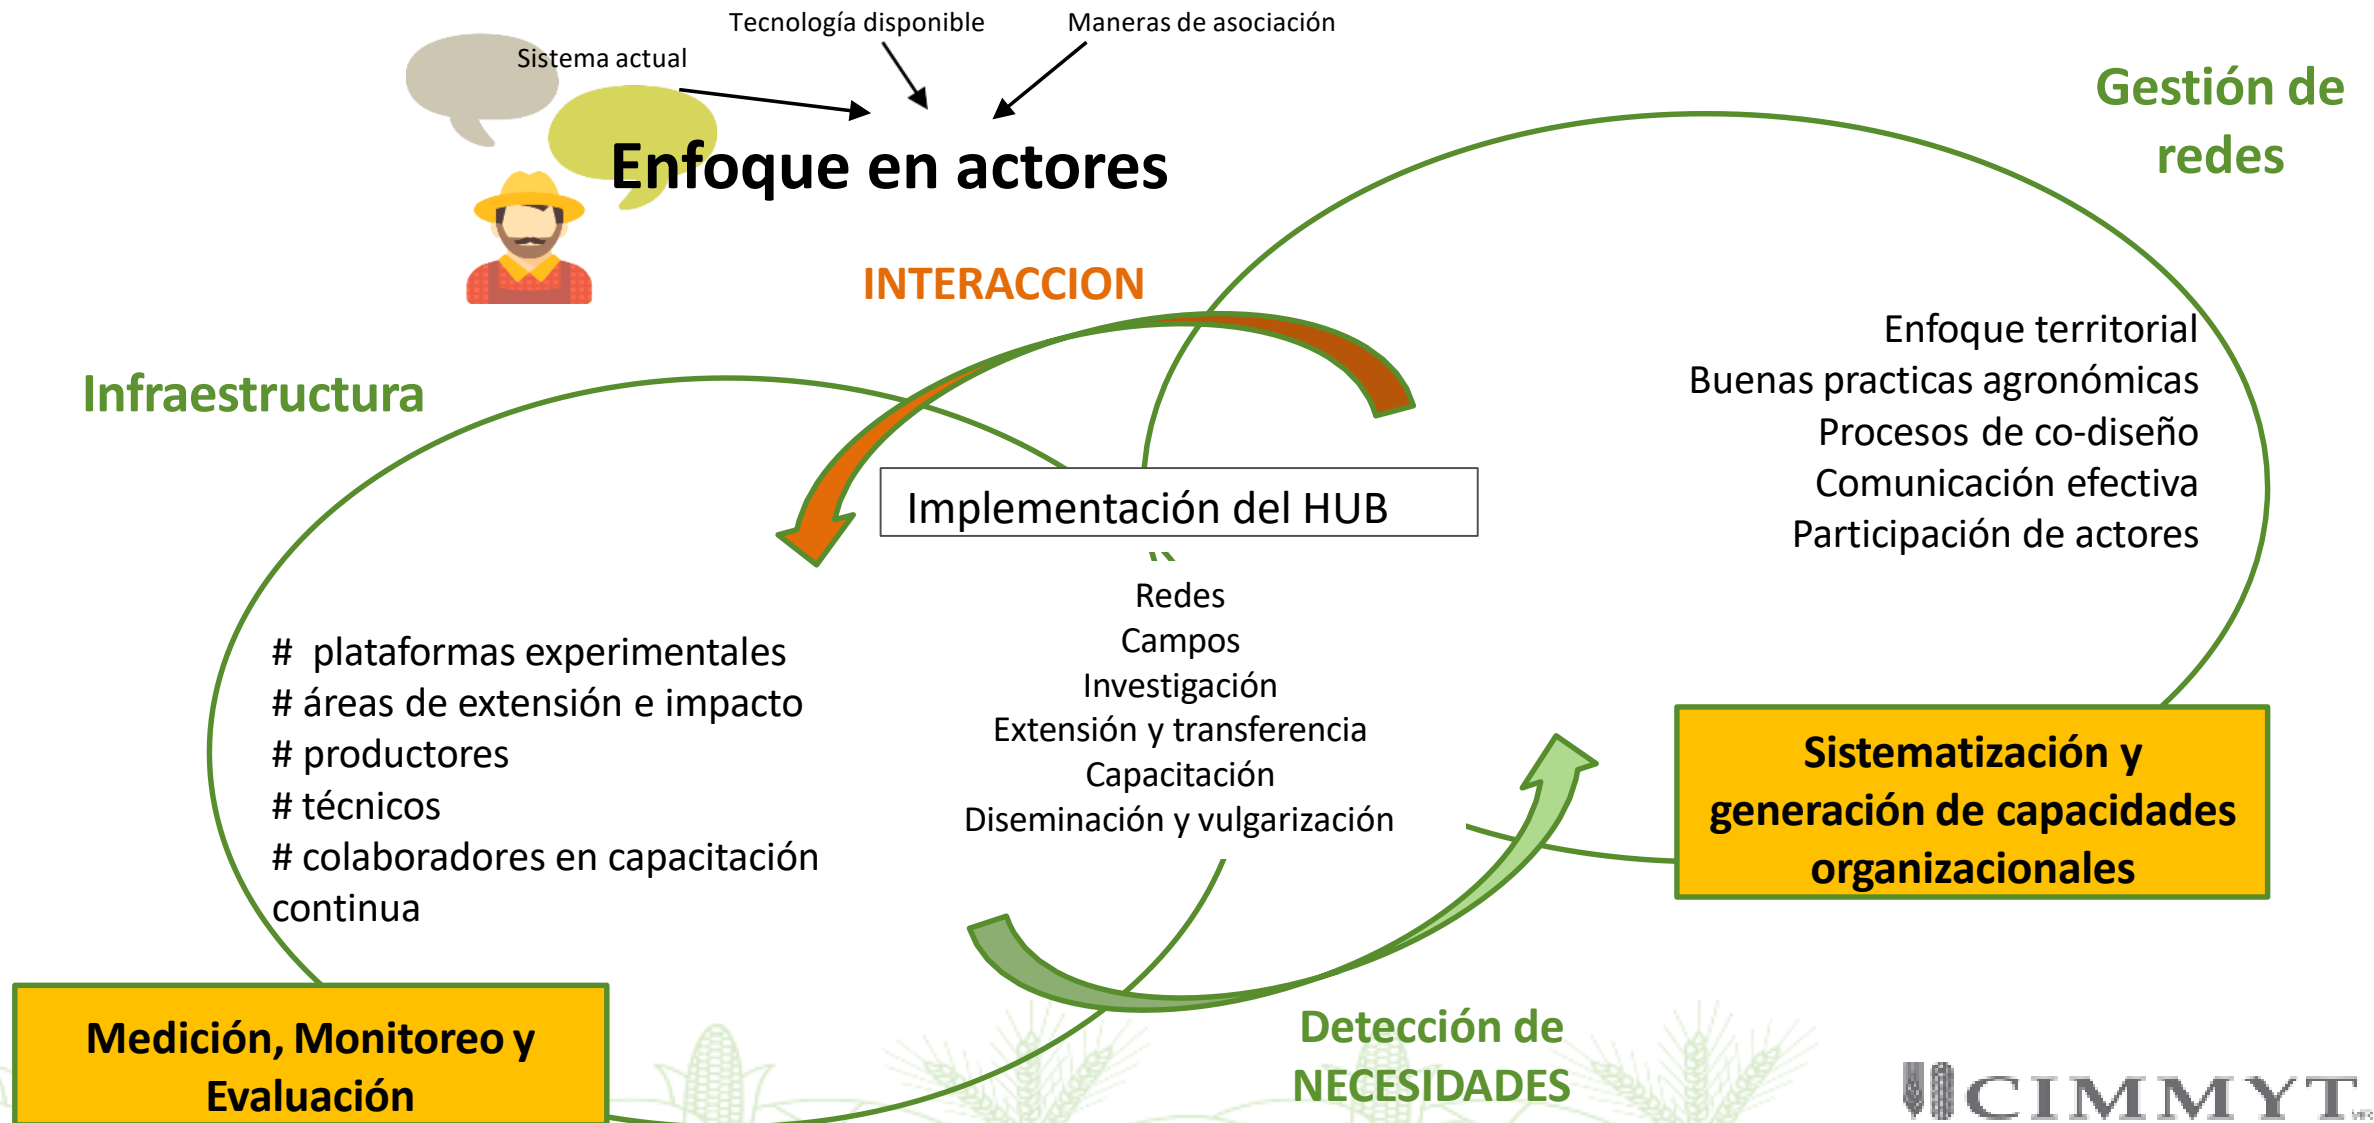 Tecnología disponible
Maneras de asociación
Sistema actual
Enfoque en actores
Gestión de
redes
INTERACCION
Infraestructura
Enfoque territorial
Buenas practicas agronómicas
Procesos de co-diseño
Comunicación efectiva
Participación de actores
Implementación del HUB
Redes
Campos
Investigación
Extensión y transferencia
Capacitación
Diseminación y vulgarización
# plataformas experimentales
# áreas de extensión e impacto
# productores
# técnicos
# colaboradores en capacitación
continua
Sistematización y
generación de capacidades
organizacionales
Medición, Monitoreo y
Evaluación
Detección de
NECESIDADES
CIMMYT